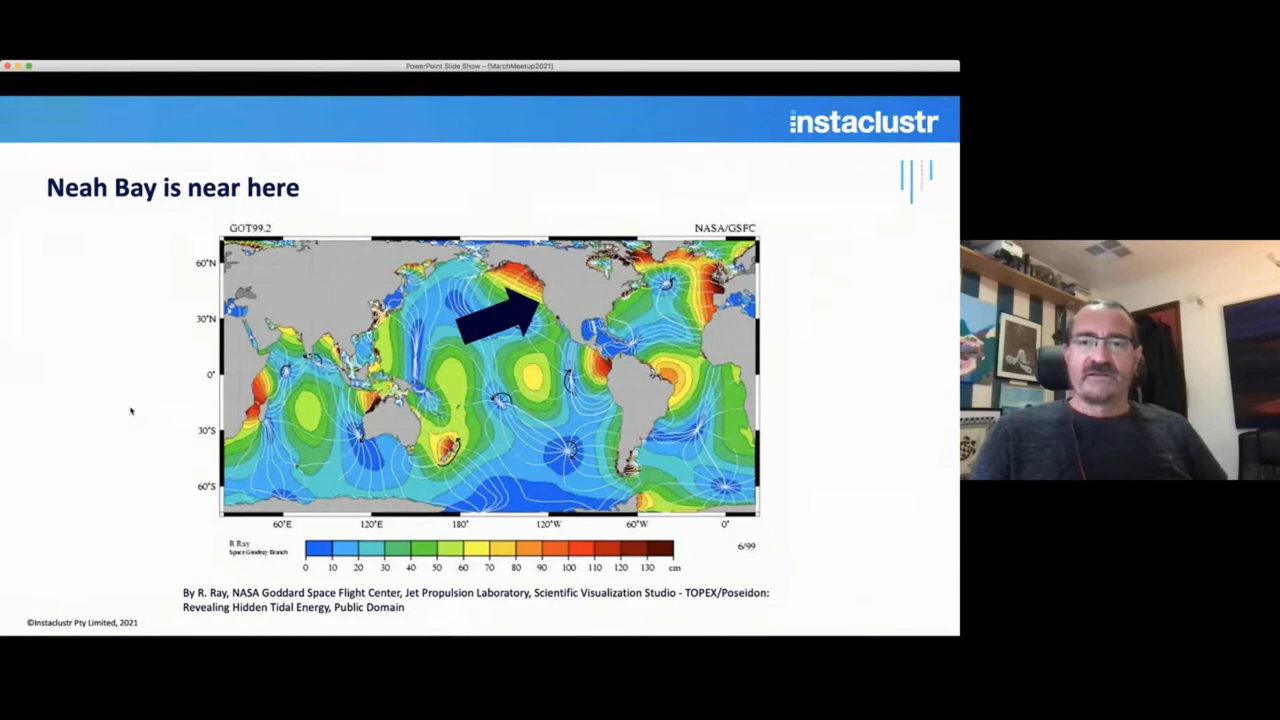 PowerPoint Slide Show - [MarchMeetup2021]
instaclustr
Neah Bay is near here
GOT99.2
NASA/GSFC
60°N
30°N
0°
30°S
60°S
60°E 120°E 180° 120°W 60°W 0°
R Ray
Space Geodesy Branch
6/99
0 10 20 30 40 50 60 70 80 90 100 110 120 130 cm
By R. Ray, NASA Goddard Space Flight Center, Jet Propulsion Laboratory, Scientific Visualization Studio - TOPEX/Poseidon:
Revealing Hidden Tidal Energy, Public Domain
©Instaclustr Pty Limited, 2021